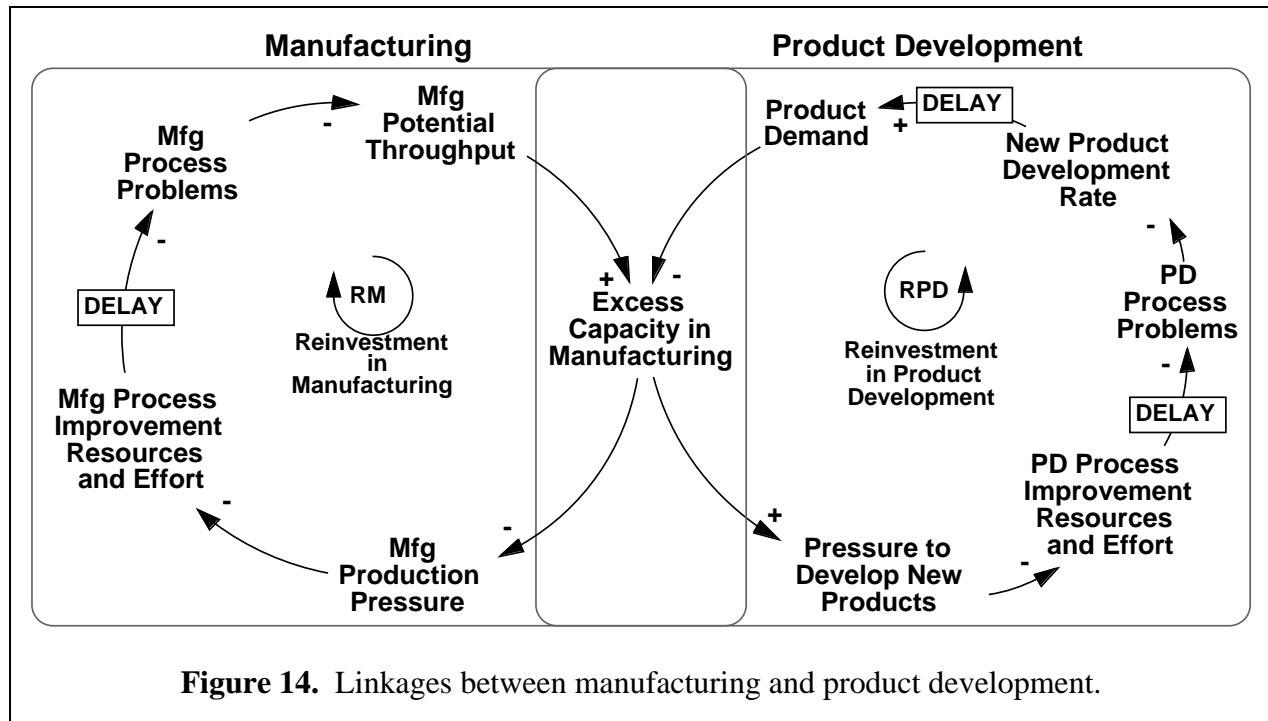 Manufacturing
Product Development
Mfg
Potential
Throughput
-
Mfg
Process
Problems
-
DELAY
RM
Reinvestment
in
Manufacturing
Mfg Process
Improvement
Resources
and Effort
-
Mfg
Production
Pressure
-
+
-
Excess
Capacity in
Manufacturing
Product
Demand
+
DELAY
New Product
Development
Rate
-
PD
Process
Problems
-
DELAY
RPD
Reinvestment
in Product
Development
PD Process
Improvement
Resources
and Effort
-
+
Pressure to
Develop New
Products
Figure 14. Linkages between manufacturing and product development.